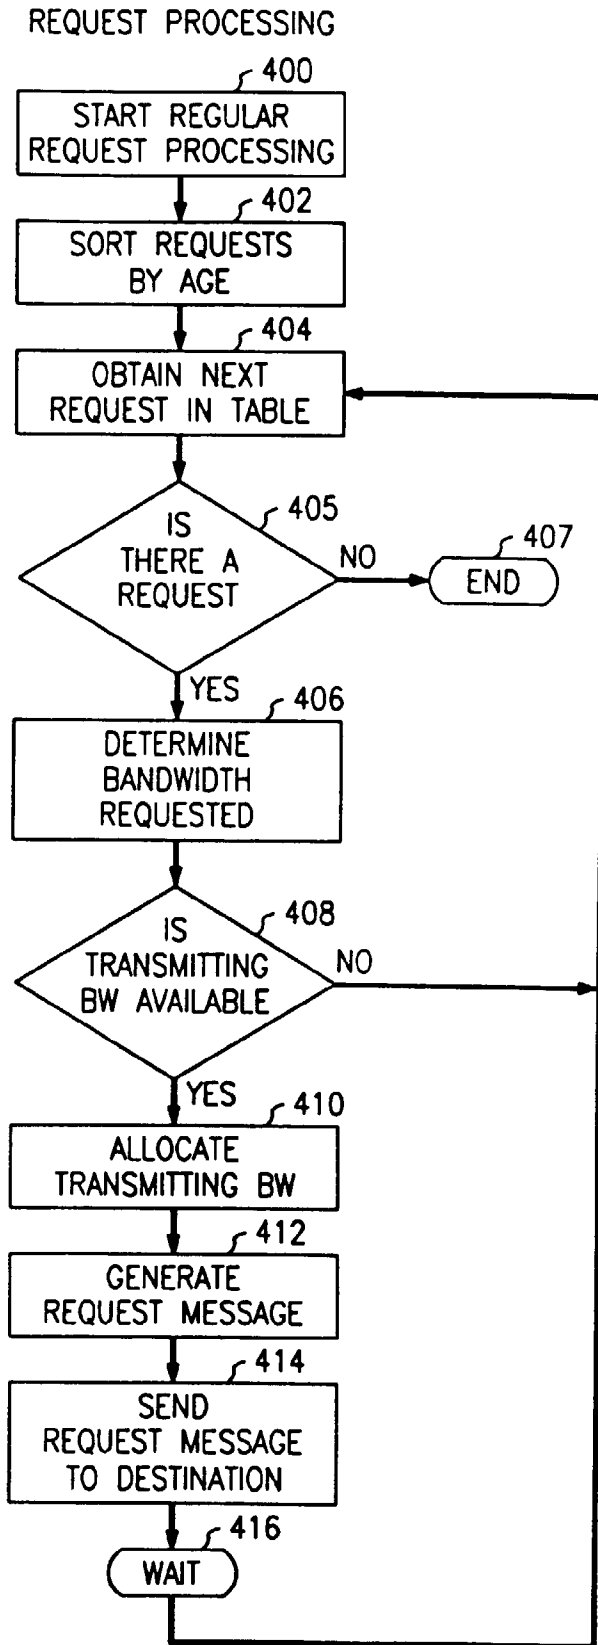 REQUEST PROCESSING
400
START REGULAR
REQUEST PROCESSING
402
SORT REQUESTS
BY AGE
404
OBTAIN NEXT
REQUEST IN TABLE
405
IS
THERE A
REQUEST
NO
407
END
YES
406
DETERMINE
BANDWIDTH
REQUESTED
408
IS
TRANSMITTING
BW AVAILABLE
NO
YES
410
ALLOCATE
TRANSMITTING BW
412
GENERATE
REQUEST MESSAGE
414
SEND
REQUEST MESSAGE
TO DESTINATION
416
WAIT